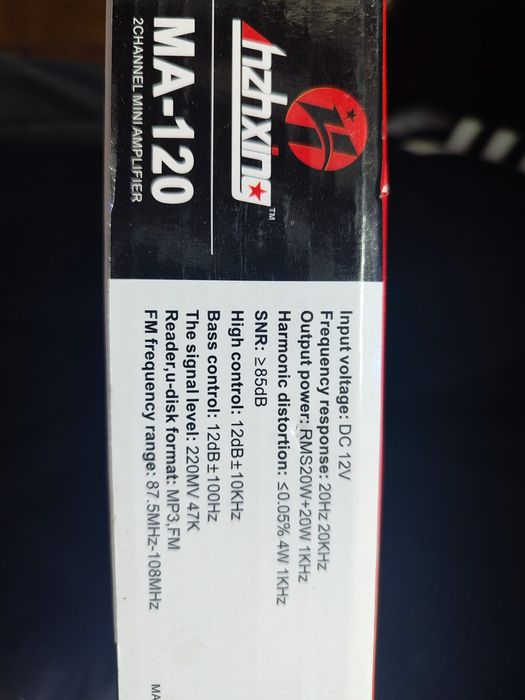 hzhxing™
MA-120
2CHANNEL MINI AMPLIFIER
Input voltage: DC 12V
Frequency response: 20Hz 20KHz
Output power: RMS20W+20W 1KHz
Harmonic distortion: ≤0.05% 4W 1KHz
SNR: ≥85dB
High control: 12dB±10KHz
Bass control: 12dB±100Hz
The signal level: 220MV 47K
Reader,u-disk format: MP3,FM
FM frequency range: 87.5MHz-108MHz
MA